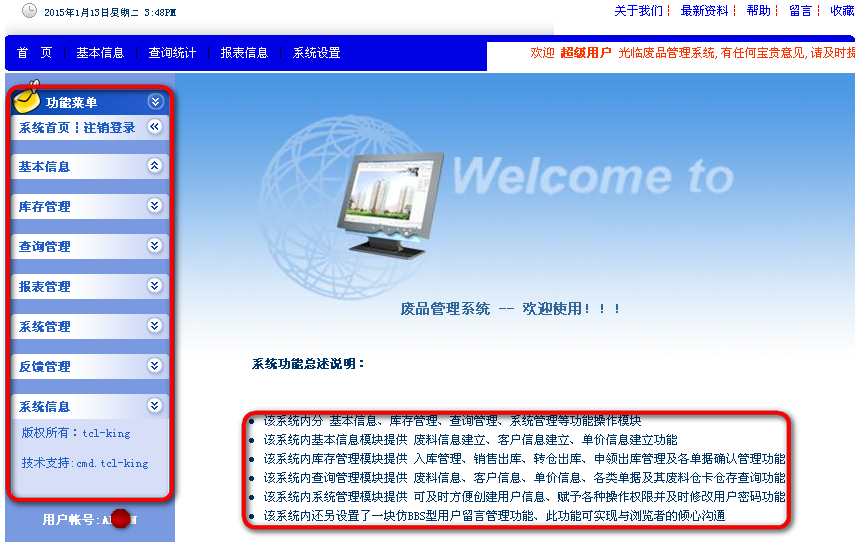 2015年1月13日星期二 3:48PM
关于我们¦ 最新资料¦ 帮助¦ 留言¦ 收藏
首 页 ¦ 基本信息 ¦ 查询统计 ¦ 报表信息 ¦ 系统设置
欢迎 超级用户 光临废品管理系统,有任何宝贵意见,请及时提
功能菜单
系统首页¦注销登录
基本信息
库存管理
查询管理
报表管理
系统管理
反馈管理
系统信息
版权所有：tcl-king
技术支持:cmd.tcl-king
用户帐号:
Welcome to
废品管理系统 -- 欢迎使用！！！
系统功能总述说明：
● 该系统内分 基本信息、库存管理、查询管理、系统管理等功能操作模块
● 该系统内基本信息模块提供 废料信息建立、客户信息建立、单价信息建立功能
● 该系统内库存管理模块提供 入库管理、销售出库、转仓出库、申领出库管理及各单据确认管理功能
● 该系统内查询管理模块提供 废料信息、客户信息、单价信息、各类单据及其废料仓卡仓存查询功能
● 该系统内系统管理模块提供 可及时方便创建用户信息、赋予各种操作权限并及时修改用户密码功能
● 该系统内还另设置了一块仿BBS型用户留言管理功能、此功能可实现与浏览者的倾心沟通